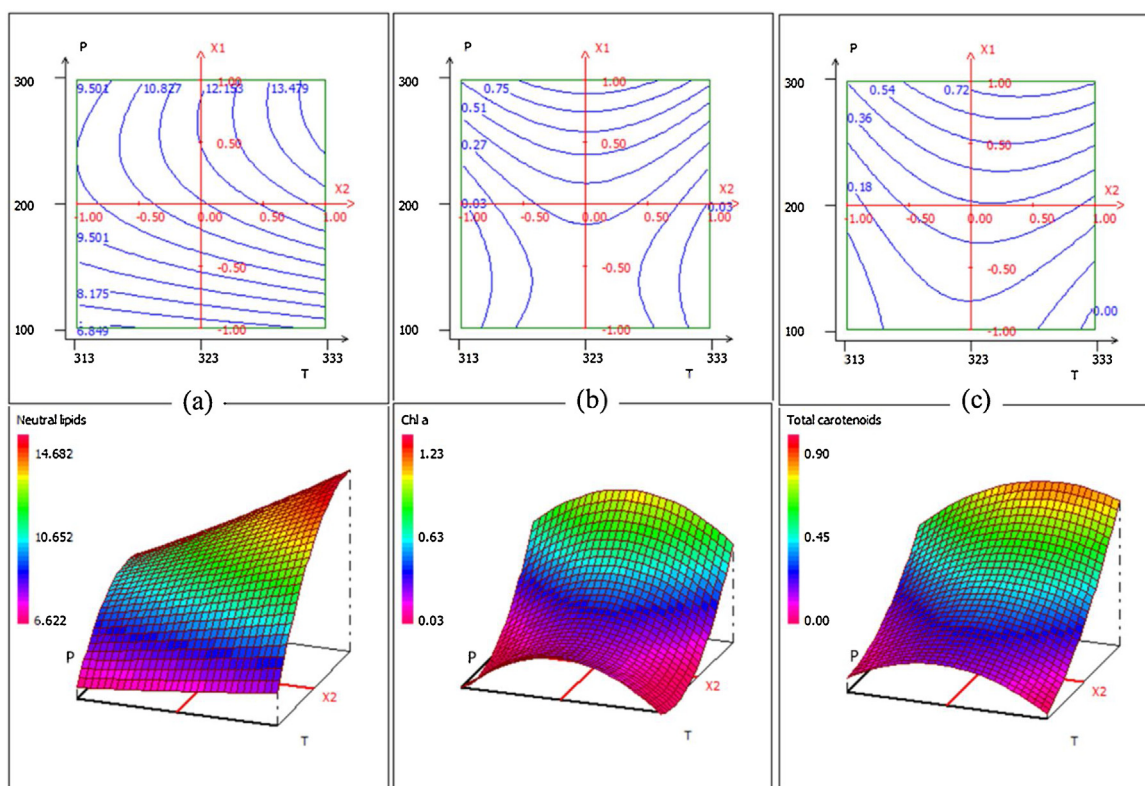 P
X1
300
9.501
10.827
12.153
13.479
1.00
0.50
200
X2
-1.00
-0.50
0.00
0.50
1.00
9.501
-0.50
8.175
6.849
-1.00
100
313
323
333
T
(a)
P
X1
300
1.00
0.75
0.51
0.50
0.27
200
X2
0.03
0.03
-1.00
-0.50
0.00
0.50
1.00
-0.50
-1.00
100
313
323
333
T
(b)
P
X1
300
1.00
0.54
0.72
0.36
0.50
0.18
200
X2
-1.00
-0.50
0.00
0.50
1.00
-0.50
0.00
-1.00
100
313
323
333
T
(c)
Neutral lipids
14.682
10.652
6.622
P
X2
T
Chl a
1.23
0.63
0.03
P
X2
T
Total carotenoids
0.90
0.45
0.00
P
X2
T